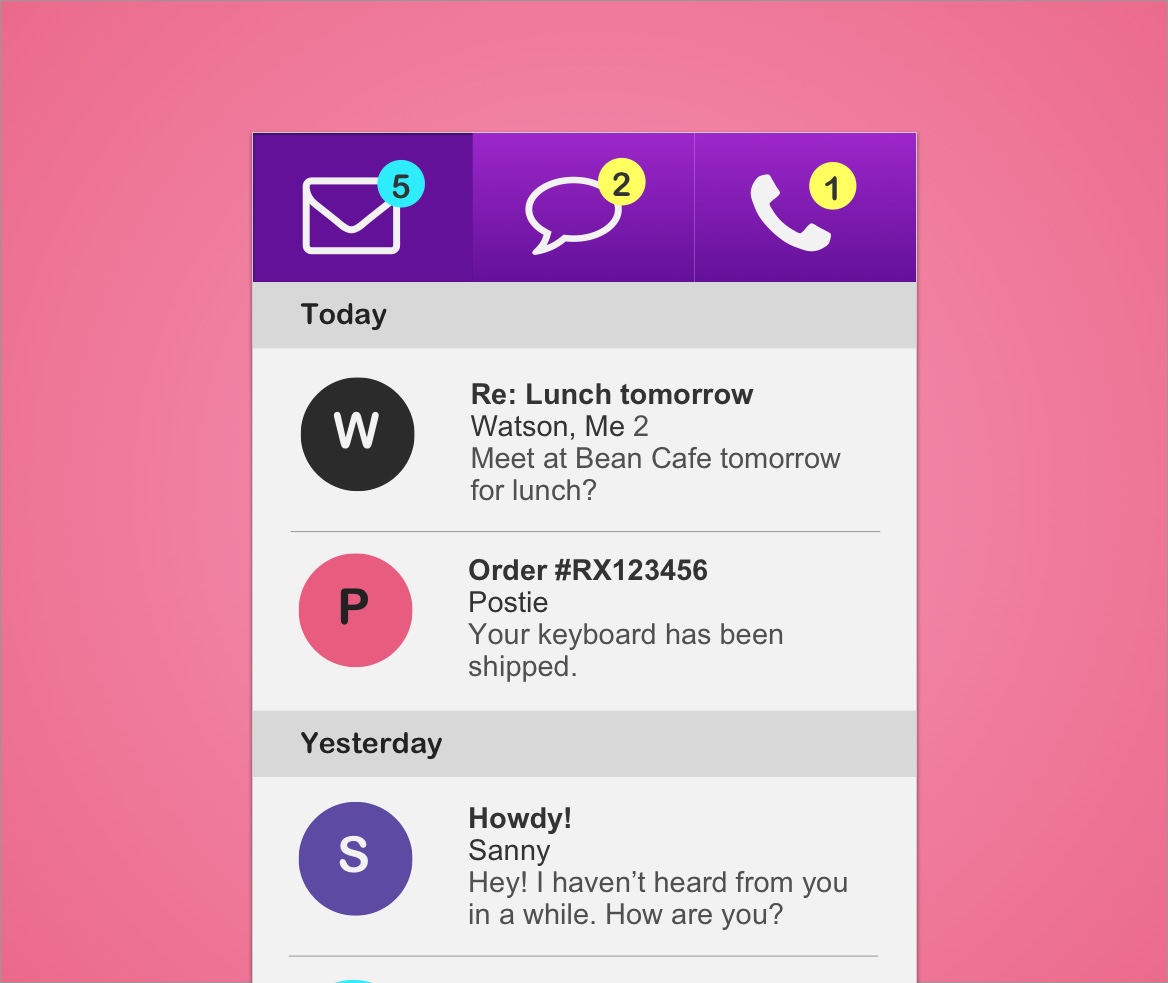 5
2
1
Today
W
Re: Lunch tomorrow
Watson, Me 2
Meet at Bean Cafe tomorrow
for lunch?
P
Order #RX123456
Postie
Your keyboard has been
shipped.
Yesterday
S
Howdy!
Sanny
Hey! I haven’t heard from you
in a while. How are you?